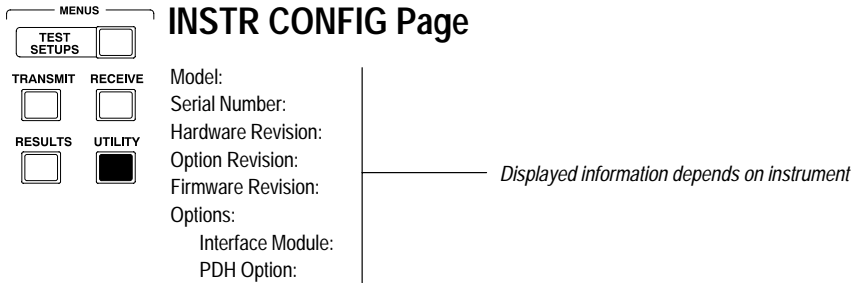 MENUS
TEST
SETUPS
TRANSMIT RECEIVE
RESULTS UTILITY
INSTR CONFIG Page
Model:
Serial Number:
Hardware Revision:
Option Revision:
Firmware Revision:
Options:
Interface Module:
PDH Option:
Displayed information depends on instrument